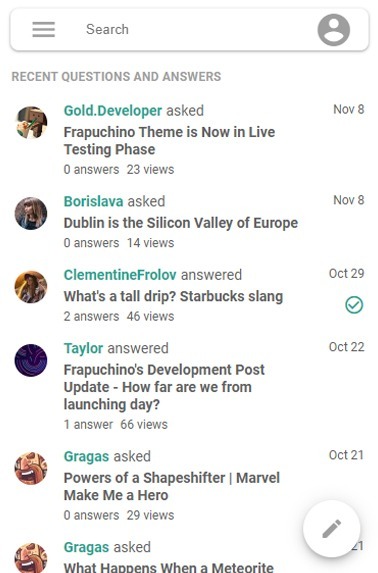 Search
RECENT QUESTIONS AND ANSWERS
Gold.Developer asked Nov 8
Frapuchino Theme is Now in Live
Testing Phase
0 answers 23 views
Borislava asked Nov 8
Dublin is the Silicon Valley of Europe
0 answers 14 views
ClementineFrolov answered Oct 29
What's a tall drip? Starbucks slang
2 answers 46 views
Taylor answered Oct 22
Frapuchino's Development Post
Update - How far are we from
launching day?
1 answer 66 views
Gragas asked Oct 21
Powers of a Shapeshifter | Marvel
Make Me a Hero
0 answers 29 views
Gragas asked 21
What Happens When a Meteorite